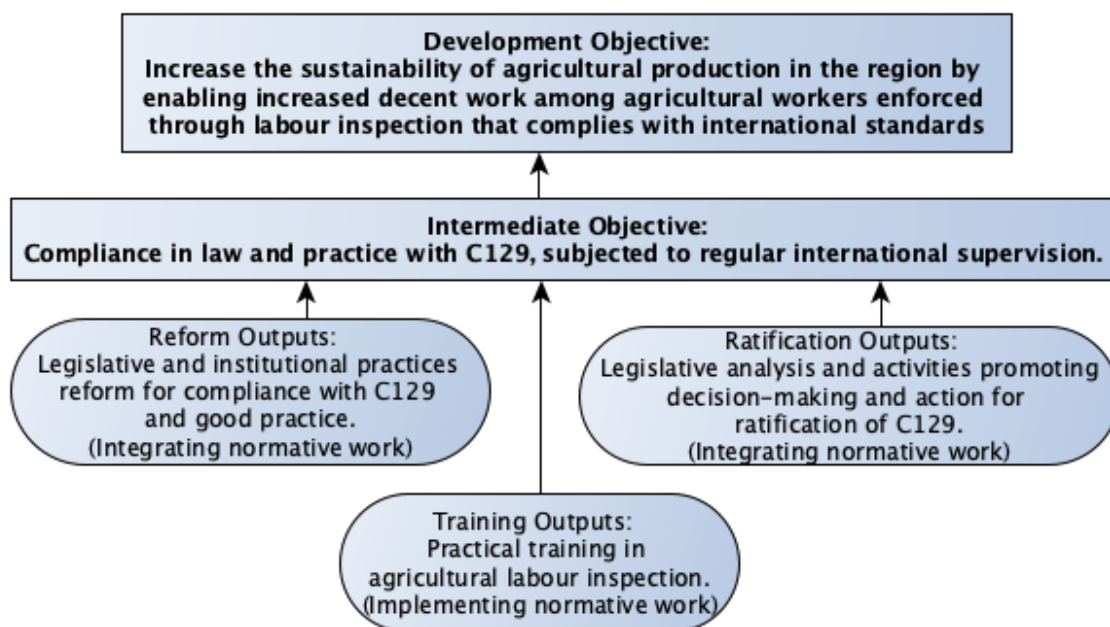 Development Objective:
Increase the sustainability of agricultural production in the region by
enabling increased decent work among agricultural workers enforced
through labour inspection that complies with international standards
Intermediate Objective:
Compliance in law and practice with C129, subjected to regular international supervision.
Reform Outputs:
Legislative and institutional practices
reform for compliance with C129
and good practice.
(Integrating normative work)
Ratification Outputs:
Legislative analysis and activities promoting
decision-making and action for
ratification of C129.
(Integrating normative work)
Training Outputs:
Practical training in
agricultural labour inspection.
(Implementing normative work)